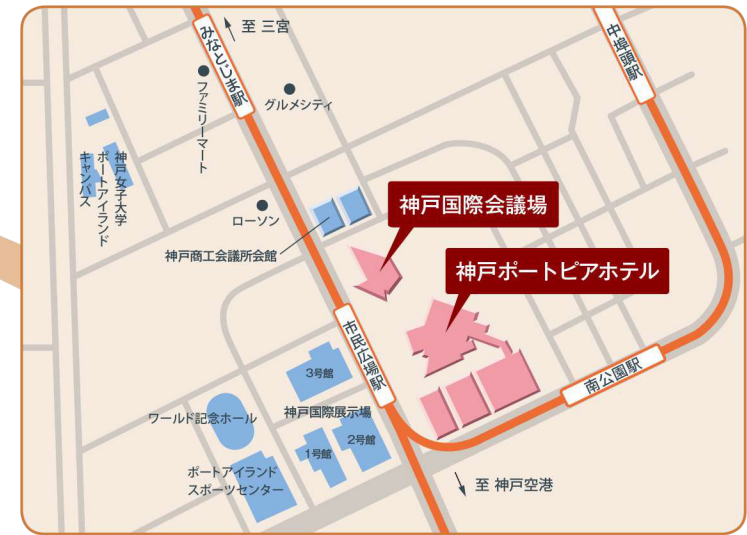 至 三宮
みなとじま駅
ファミリーマート
グルメシティ
中埠頭駅
神戸女子大学
ポートアイランド
キャンパス
ローソン
神戸商工会議所会館
神戸国際会議場
神戸ポートピアホテル
市民広場駅
南公園駅
3号館
神戸国際展示場
ワールド記念ホール
1号館
2号館
ポートアイランド
スポーツセンター
至 神戸空港